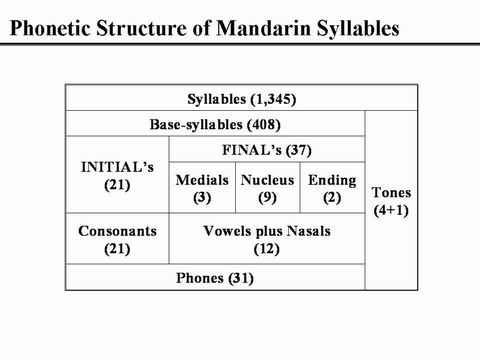 Phonetic Structure of Mandarin Syllables
Syllables (1,345)
Base-syllables (408)
Tones
(4+1)
INITIAL's
(21)
FINAL's (37)
Medials
(3)
Nucleus
(9)
Ending
(2)
Consonants
(21)
Vowels plus Nasals
(12)
Phones (31)